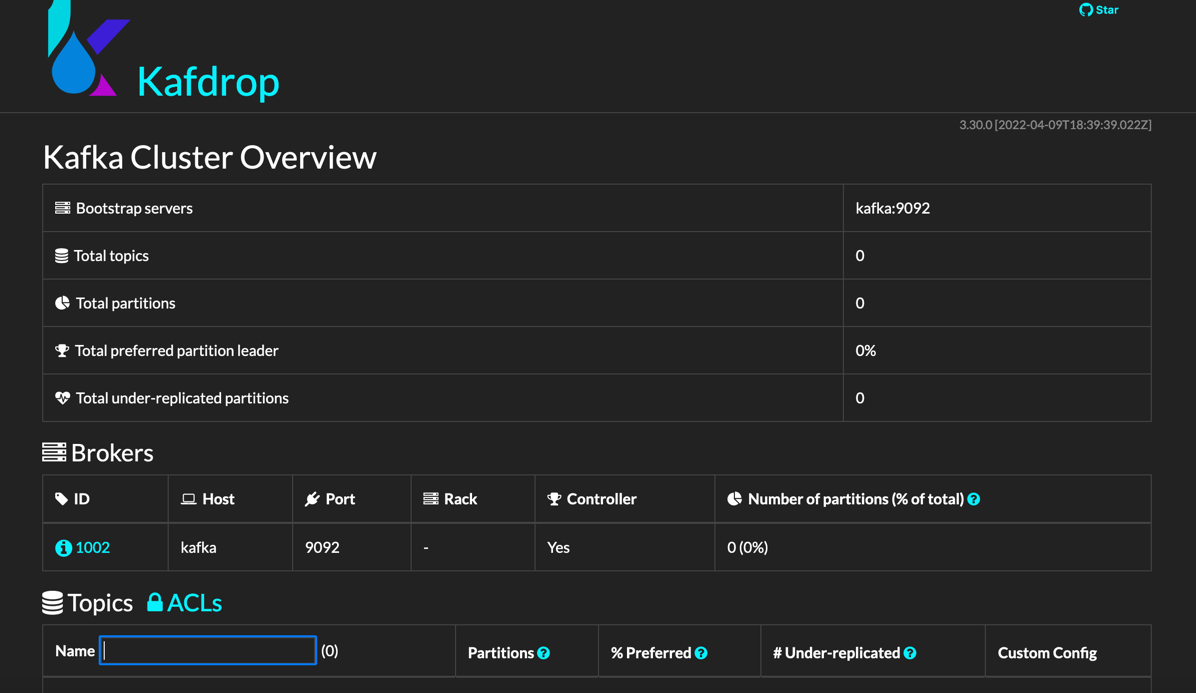 Star
Kafdrop
3.30.0 [2022-04-09T18:39:39.022Z]
Kafka Cluster Overview
Bootstrap servers kafka:9092
Total topics 0
Total partitions 0
Total preferred partition leader 0%
Total under-replicated partitions 0
Brokers
ID Host Port Rack Controller Number of partitions (% of total)
1002 kafka 9092 - Yes 0 (0%)
Topics ACLs
Name (0) Partitions % Preferred # Under-replicated Custom Config